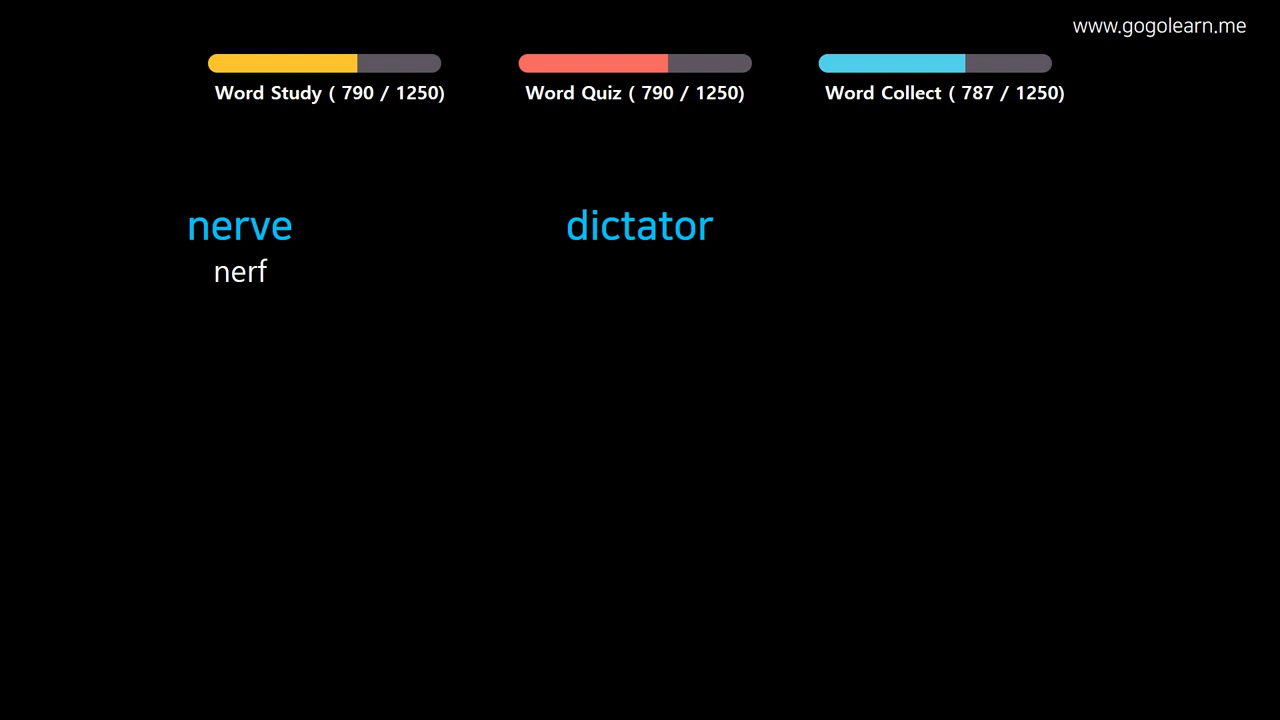 www.gogolearn.me
Word Study ( 790 / 1250)
Word Quiz ( 790 / 1250)
Word Collect ( 787 / 1250)
nerve
dictator
nerf